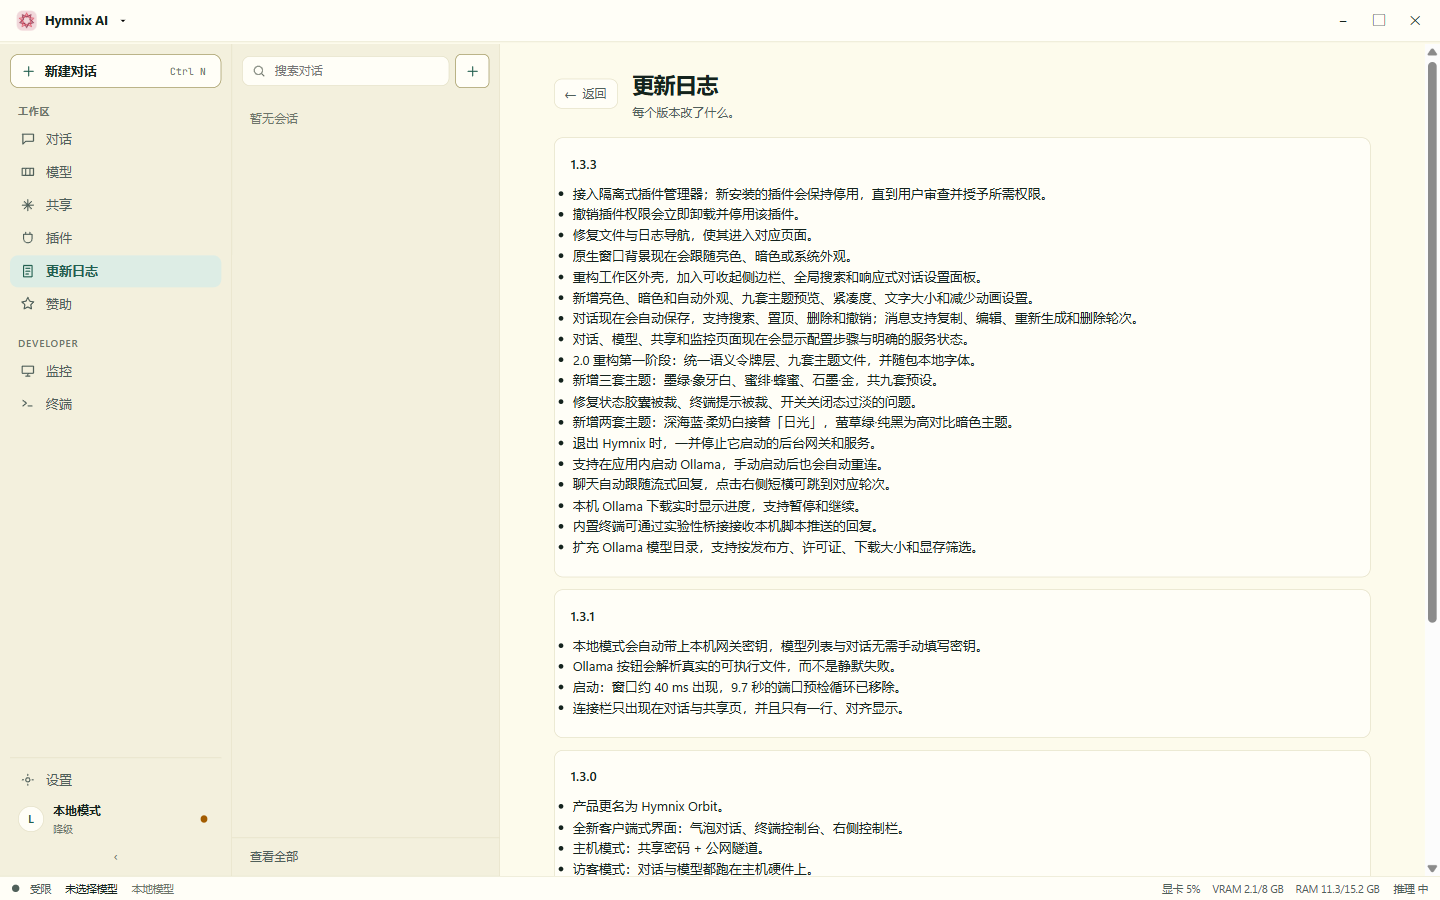 Hymnix AI
新建对话 Ctrl N
工作区
对话
模型
共享
插件
更新日志
赞助
DEVELOPER
监控
终端
设置
L 本地模式
降级
搜索对话
暂无会话
查看全部
← 返回
更新日志
每个版本改了什么。
1.3.3
接入隔离式插件管理器；新安装的插件会保持停用，直到用户审查并授予所需权限。
撤销插件权限会立即卸载并停用该插件。
修复文件与日志导航，使其进入对应页面。
原生窗口背景现在会跟随亮色、暗色或系统外观。
重构工作区外壳，加入可收起侧边栏、全局搜索和响应式对话设置面板。
新增亮色、暗色和自动外观、九套主题预览、紧凑度、文字大小和减少动画设置。
对话现在会自动保存，支持搜索、置顶、删除和撤销；消息支持复制、编辑、重新生成和删除轮次。
对话、模型、共享和监控页面现在会显示配置步骤与明确的服务状态。
2.0 重构第一阶段：统一语义令牌层、九套主题文件，并随包本地字体。
新增三套主题：墨绿·象牙白、蜜绯·蜂蜜、石墨·金，共九套预设。
修复状态胶囊被裁、终端提示被裁、开关关闭态过淡的问题。
新增两套主题：深海蓝·柔奶白接替「日光」，萤草绿·纯黑为高对比暗色主题。
退出 Hymnix 时，一并停止它启动的后台网关和服务。
支持在应用内启动 Ollama，手动启动后也会自动重连。
聊天自动跟随流式回复，点击右侧短横可跳到对应轮次。
本机 Ollama 下载实时显示进度，支持暂停和继续。
内置终端可通过实验性桥接接收本机脚本推送的回复。
扩充 Ollama 模型目录，支持按发布方、许可证、下载大小和显存筛选。
1.3.1
本地模式会自动带上本机网关密钥，模型列表与对话无需手动填写密钥。
Ollama 按钮会解析真实的可执行文件，而不是静默失败。
启动：窗口约 40 ms 出现，9.7 秒的端口预检循环已移除。
连接栏只出现在对话与共享页，并且只有一行、对齐显示。
1.3.0
产品更名为 Hymnix Orbit。
全新客户端式界面：气泡对话、终端控制台、右侧控制栏。
主机模式：共享密码 + 公网隧道。
访客模式：对话与模型都跑在主机硬件上。
受限 未选择模型 本地模型
显卡 5% VRAM 2.1/8 GB RAM 11.3/15.2 GB 推理 中